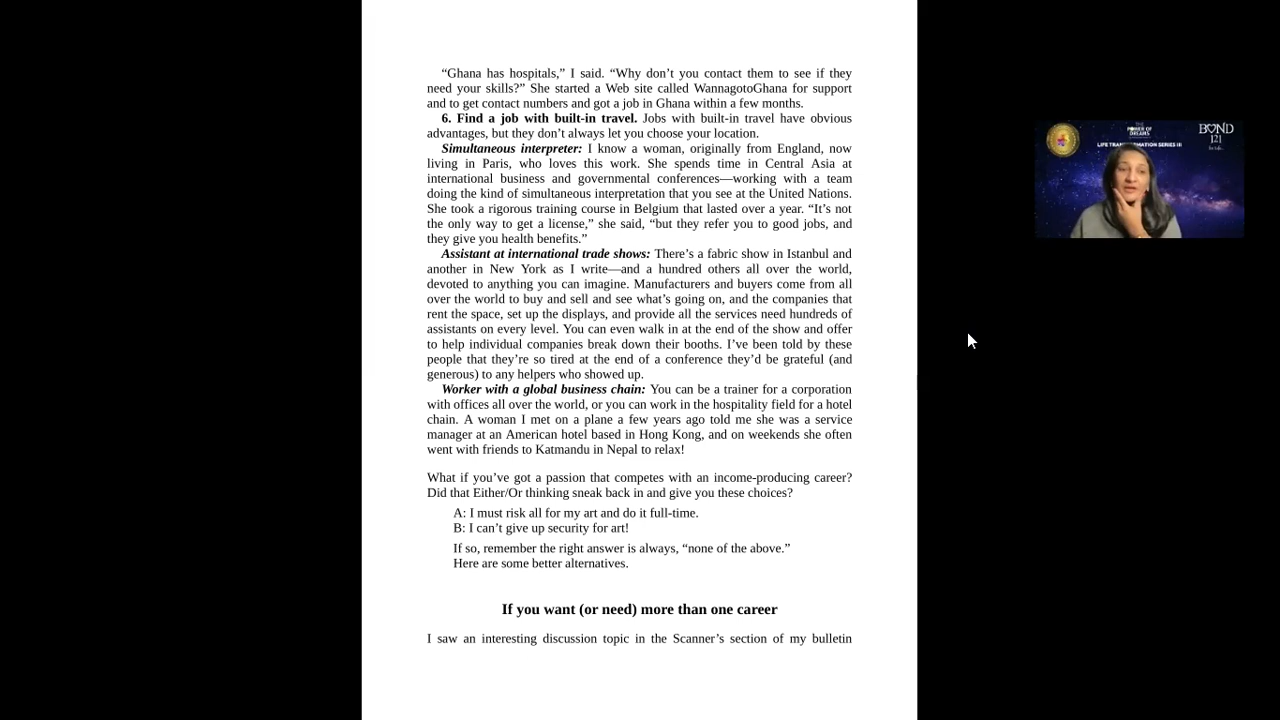 “Ghana has hospitals,” I said. “Why don’t you contact them to see if they
need your skills?” She started a Web site called WannagotoGhana for support
and to get contact numbers and got a job in Ghana within a few months.
6. Find a job with built-in travel. Jobs with built-in travel have obvious
advantages, but they don’t always let you choose your location.
Simultaneous interpreter: I know a woman, originally from England, now
living in Paris, who loves this work. She spends time in Central Asia at
international business and governmental conferences—working with a team
doing the kind of simultaneous interpretation that you see at the United Nations.
She took a rigorous training course in Belgium that lasted over a year. “It’s not
the only way to get a license,” she said, “but they refer you to good jobs, and
they give you health benefits.”
Assistant at international trade shows: There’s a fabric show in Istanbul and
another in New York as I write—and a hundred others all over the world,
devoted to anything you can imagine. Manufacturers and buyers come from all
over the world to buy and sell and see what’s going on, and the companies that
rent the space, set up the displays, and provide all the services need hundreds of
assistants on every level. You can even walk in at the end of the show and offer
to help individual companies break down their booths. I’ve been told by these
people that they’re so tired at the end of a conference they’d be grateful (and
generous) to any helpers who showed up.
Worker with a global business chain: You can be a trainer for a corporation
with offices all over the world, or you can work in the hospitality field for a hotel
chain. A woman I met on a plane a few years ago told me she was a service
manager at an American hotel based in Hong Kong, and on weekends she often
went with friends to Katmandu in Nepal to relax!
What if you’ve got a passion that competes with an income-producing career?
Did that Either/Or thinking sneak back in and give you these choices?
A: I must risk all for my art and do it full-time.
B: I can’t give up security for art!
If so, remember the right answer is always, “none of the above.”
Here are some better alternatives.
If you want (or need) more than one career
I saw an interesting discussion topic in the Scanner’s section of my bulletin
THE
POWER OF
DREAMS
LIFE TRANSFORMATION SERIES III
BOND
121